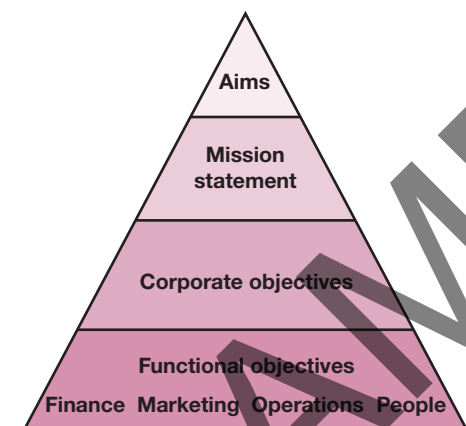 Aims
Mission
statement
Corporate objectives
Functional objectives
Finance Marketing Operations People